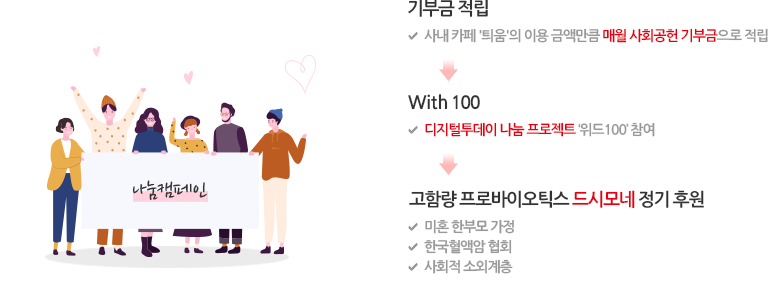 기부금 적립
사내 카페 '틔움'의 이용 금액만큼 매월 사회공헌 기부금으로 적립
With 100
디지털투데이 나눔 프로젝트 '위드100' 참여
고함량 프로바이오틱스 드시모네 정기 후원
미혼 한부모 가정
한국혈액암 협회
사회적 소외계층
나눔캠페인